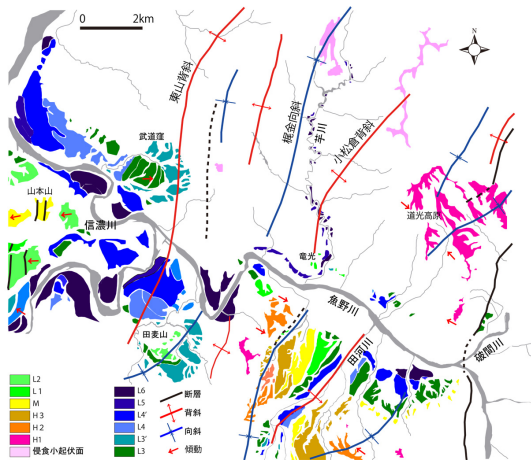 0 2km
N
東山背斜
梶金向斜
芋川
小松倉背斜
武道窪
山本山
信濃川
道光高原
竜光
魚野川
破間川
田河川
田麦山
L2
L1
M
H3
H2
H1
侵食小起伏面
L6
L5
L4'
L4
L3'
L3
断層
背斜
向斜
傾動